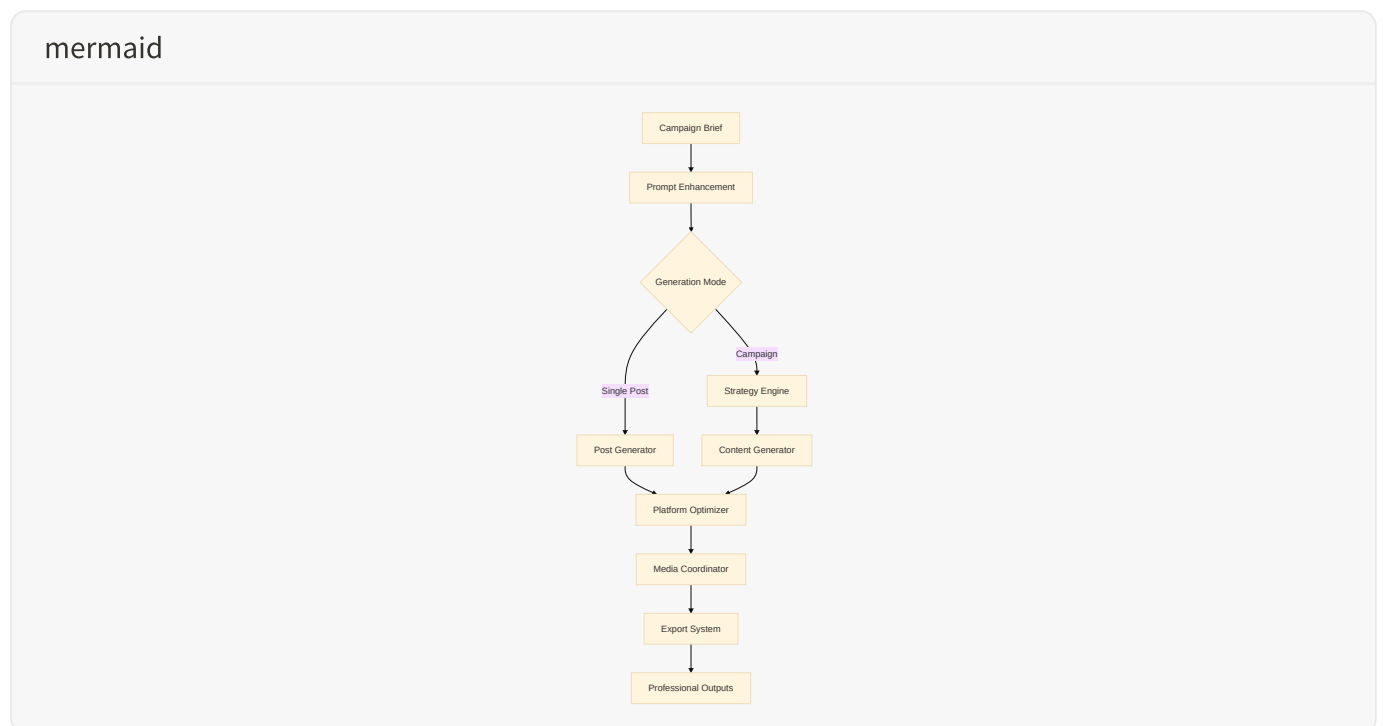 mermaid
Campaign Brief
Prompt Enhancement
Generation Mode
Campaign
Single Post
Strategy Engine
Post Generator
Content Generator
Platform Optimizer
Media Coordinator
Export System
Professional Outputs